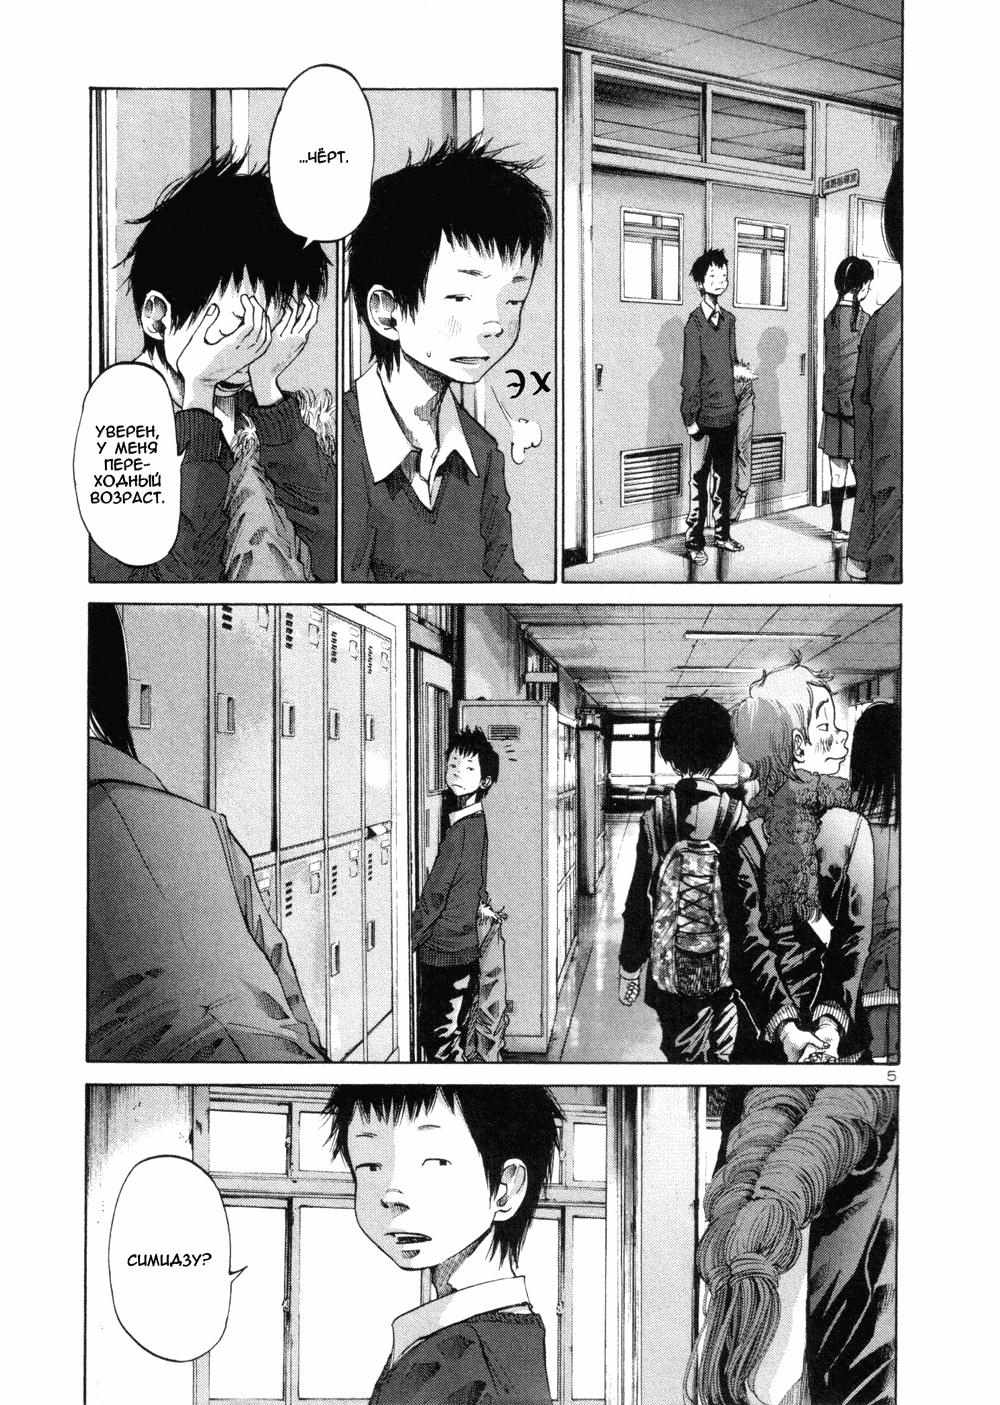 ...ЧЁРТ.
ЭХ
УВЕРЕН,
У МЕНЯ
ПЕРЕ-
ХОДНЫЙ
ВОЗРАСТ.
5
СИМИДЗУ?